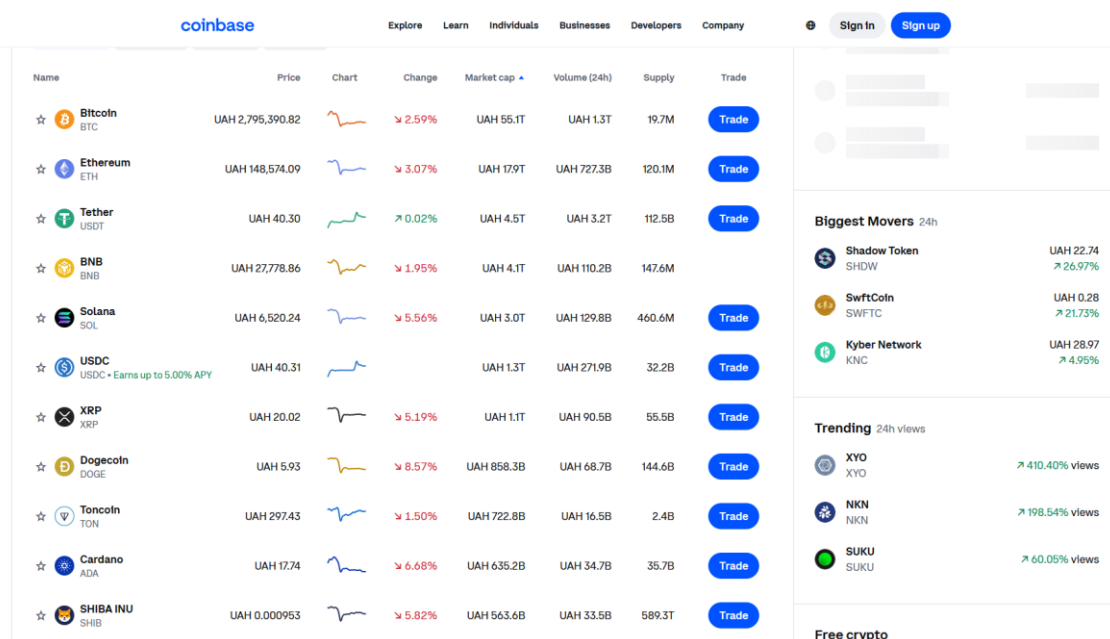 coinbase
Explore Learn Individuals Businesses Developers Company Sign in Sign up
Name Price Chart Change Market cap Volume (24h) Supply Trade
Bitcoin
BTC
UAH 2,795,390.82 ↘ 2.59% UAH 55.1T UAH 1.3T 19.7M Trade
Ethereum
ETH
UAH 148,574.09 ↘ 3.07% UAH 17.9T UAH 727.3B 120.1M Trade
Tether
USDT
UAH 40.30 ↗ 0.02% UAH 4.5T UAH 3.2T 112.5B Trade
BNB
BNB
UAH 27,778.86 ↘ 1.95% UAH 4.1T UAH 110.2B 147.6M
Solana
SOL
UAH 6,520.24 ↘ 5.56% UAH 3.0T UAH 129.8B 460.6M Trade
USDC
USDC • Earns up to 5.00% APY
UAH 40.31 UAH 1.3T UAH 271.9B 32.2B Trade
XRP
XRP
UAH 20.02 ↘ 5.19% UAH 1.1T UAH 90.5B 55.5B Trade
Dogecoin
DOGE
UAH 5.93 ↘ 8.57% UAH 858.3B UAH 68.7B 144.6B Trade
Toncoin
TON
UAH 297.43 ↘ 1.50% UAH 722.8B UAH 16.5B 2.4B Trade
Cardano
ADA
UAH 17.74 ↘ 6.68% UAH 635.2B UAH 34.7B 35.7B Trade
SHIBA INU
SHIB
UAH 0.000953 ↘ 5.82% UAH 563.6B UAH 33.5B 589.3T Trade
Biggest Movers 24h
Shadow Token UAH 22.74
SHDW ↗ 26.97%
SwftCoin UAH 0.28
SWFTC ↗ 21.73%
Kyber Network UAH 28.97
KNC ↗ 4.95%
Trending 24h views
XYO
XYO
↗ 410.40% views
NKN
NKN
↗ 198.54% views
SUKU
SUKU
↗ 60.05% views
Free crypto